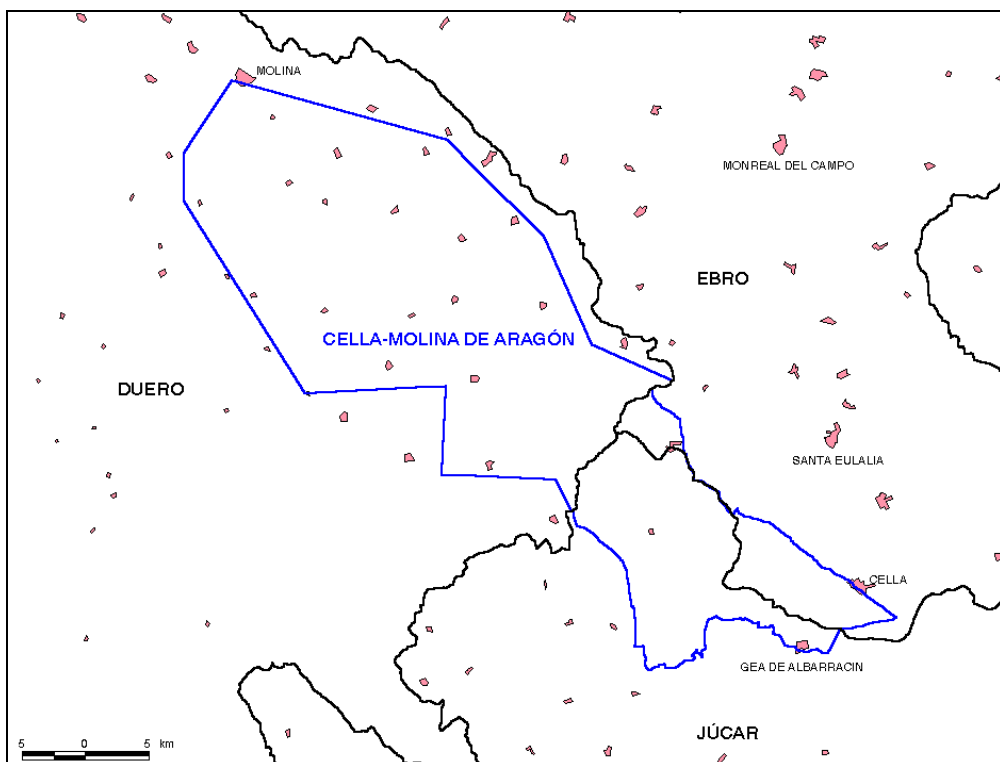 MOLINA
MONREAL DEL CAMPO
EBRO
CELLA-MOLINA DE ARAGÓN
DUERO
SANTA EULALIA
CELLA
GEA DE ALBARRACIN
JÚCAR
5 0 5 km